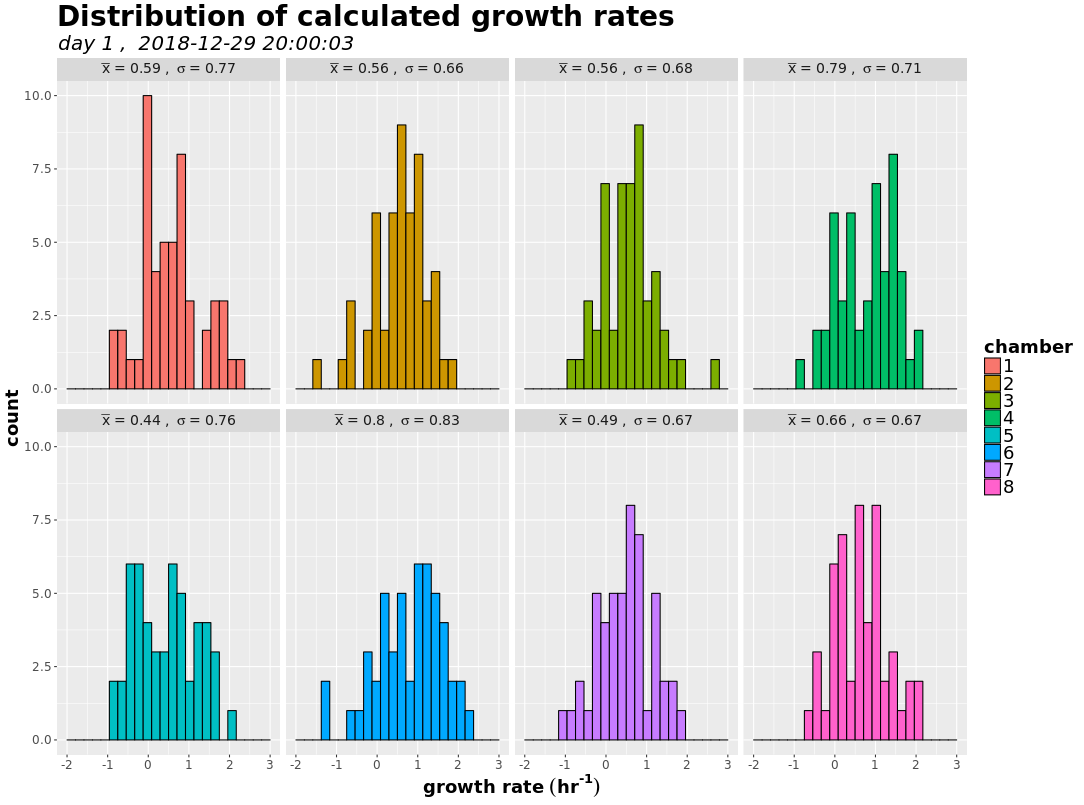 Distribution of calculated growth rates
day 1 ,  2018-12-29 20:00:03
x̅ = 0.59 ,  σ = 0.77
x̅ = 0.56 ,  σ = 0.66
x̅ = 0.56 ,  σ = 0.68
x̅ = 0.79 ,  σ = 0.71
10.0
7.5
5.0
2.5
0.0
x̅ = 0.44 ,  σ = 0.76
x̅ = 0.8 ,  σ = 0.83
x̅ = 0.49 ,  σ = 0.67
x̅ = 0.66 ,  σ = 0.67
10.0
7.5
5.0
2.5
0.0
-2 -1 0 1 2 3
-2 -1 0 1 2 3
-2 -1 0 1 2 3
-2 -1 0 1 2 3
count
growth rate (hr⁻¹)
chamber
1
2
3
4
5
6
7
8